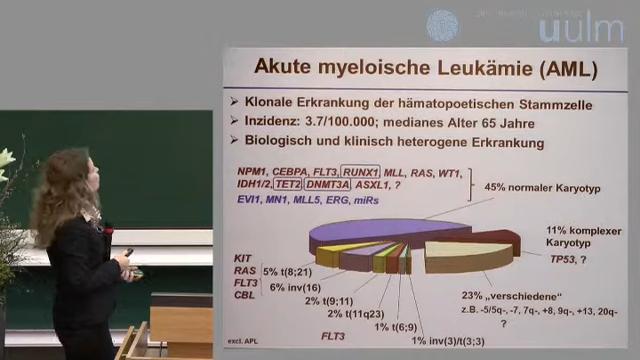 uulm
Akute myeloische Leukämie (AML)
Klonale Erkrankung der hämatopoetischen Stammzelle
Inzidenz: 3.7/100.000; medianes Alter 65 Jahre
Biologisch und klinisch heterogene Erkrankung
NPM1, CEBPA, FLT3, RUNX1, MLL, RAS, WT1,
IDH1/2, TET2 DNMT3A, ASXL1, ?
EVI1, MN1, MLL5, ERG, miRs
45% normaler Karyotyp
11% komplexer
Karyotyp
TP53, ?
KIT
RAS
FLT3
CBL
5% t(8;21)
6% inv(16)
2% t(9;11)
2% t(11q23)
1% t(6;9)
1% inv(3)/t(3;3)
23% „verschiedene"
z.B. -5/5q-, -7, 7q-, +8, 9q-, +13, 20q-
?
FLT3
excl. APL